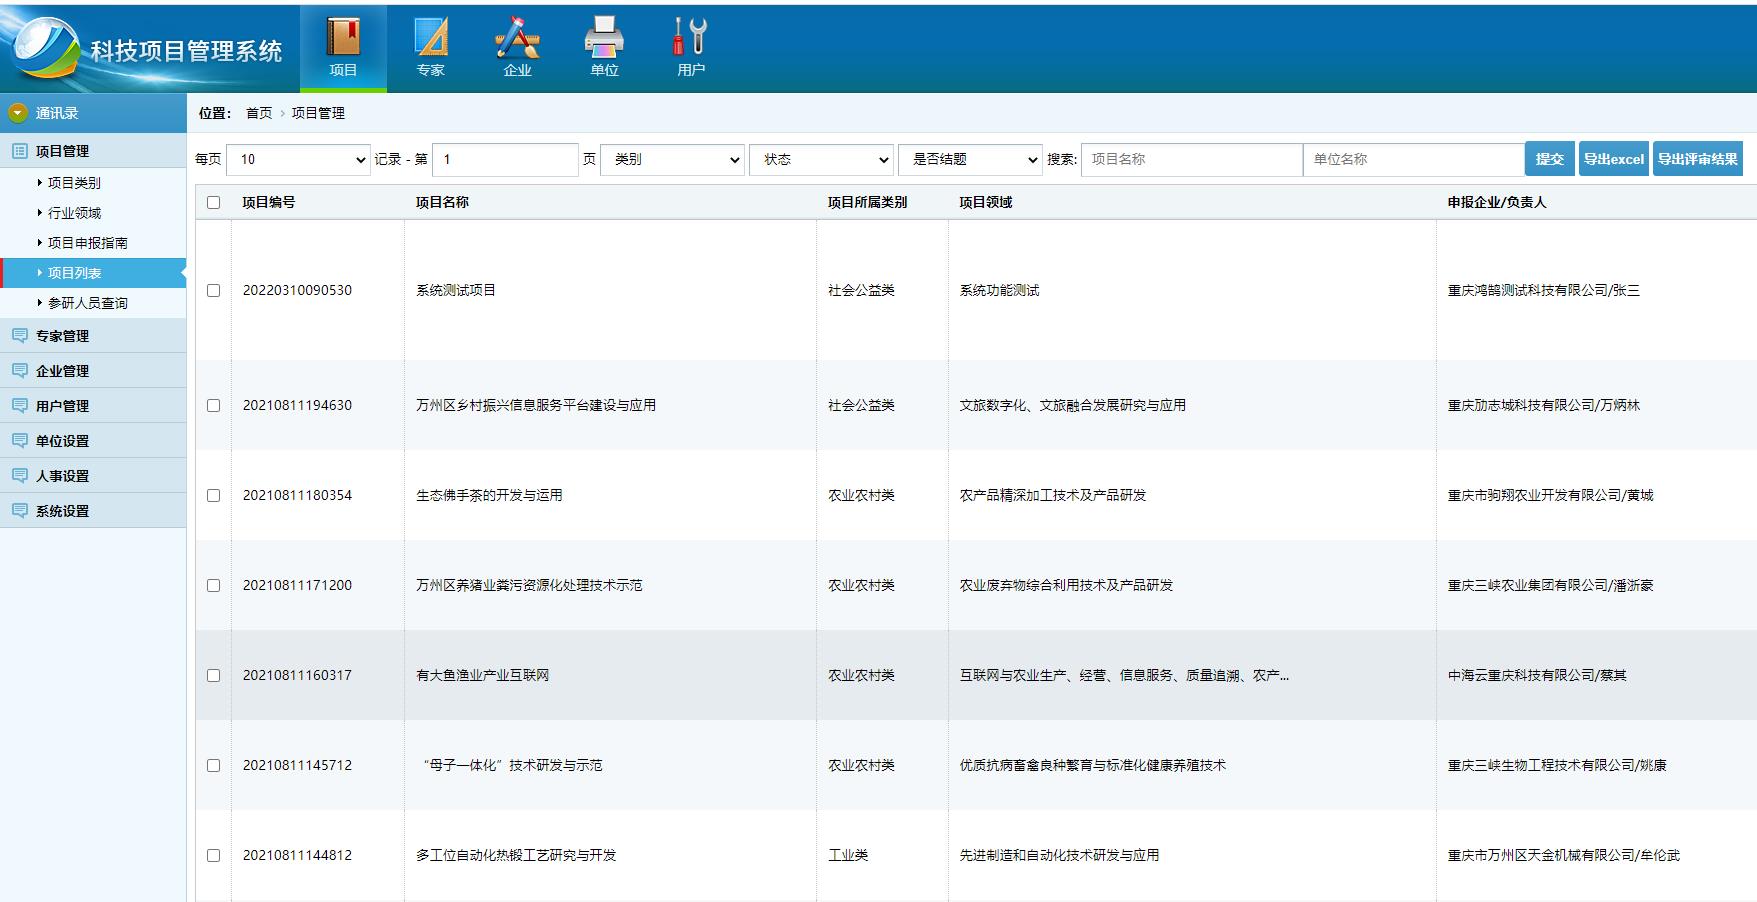 科技项目管理系统
项目
专家
企业
单位
用户
通讯录
项目管理
项目类别
行业领域
项目申报指南
项目列表
参研人员查询
专家管理
企业管理
用户管理
单位设置
人事设置
系统设置
位置： 首页 › 项目管理
每页 10 记录 - 第 1 页 类别 状态 是否结题 搜索: 项目名称 单位名称 提交 导出excel 导出评审结果
项目编号 项目名称 项目所属类别 项目领域 申报企业/负责人
20220310090530 系统测试项目 社会公益类 系统功能测试 重庆鸿鹄测试科技有限公司/张三
20210811194630 万州区乡村振兴信息服务平台建设与应用 社会公益类 文旅数字化、文旅融合发展研究与应用 重庆劢志城科技有限公司/万炳林
20210811180354 生态佛手茶的开发与运用 农业农村类 农产品精深加工技术及产品研发 重庆市驹翔农业开发有限公司/黄城
20210811171200 万州区养猪业粪污资源化处理技术示范 农业农村类 农业废弃物综合利用技术及产品研发 重庆三峡农业集团有限公司/潘浙豪
20210811160317 有大鱼渔业产业互联网 农业农村类 互联网与农业生产、经营、信息服务、质量追溯、农产... 中海云重庆科技有限公司/蔡其
20210811145712 “母子一体化”技术研发与示范 农业农村类 优质抗病畜禽良种繁育与标准化健康养殖技术 重庆三峡生物工程技术有限公司/姚康
20210811144812 多工位自动化热锻工艺研究与开发 工业类 先进制造和自动化技术研发与应用 重庆市万州区天金机械有限公司/牟伦武